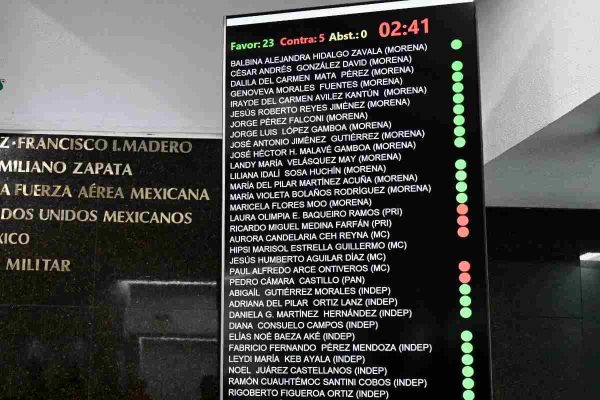 Favor: 23 Contra: 5 Abst.: 0 02:41
BALBINA ALEJANDRA HIDALGO ZAVALA (MORENA)
CÉSAR ANDRÉS GONZÁLEZ DAVID (MORENA)
DALILA DEL CARMEN MATA PÉREZ (MORENA)
GENOVEVA MORALES FUENTES (MORENA)
IRAYDE DEL CARMEN AVILEZ KANTÚN (MORENA)
JESÚS ROBERTO REYES JIMÉNEZ (MORENA)
JORGE PÉREZ FALCONI (MORENA)
JORGE LUIS LÓPEZ GAMBOA (MORENA)
JOSÉ ANTONIO JIMÉNEZ GUTIÉRREZ (MORENA)
JOSÉ HÉCTOR H. MALAVÉ GAMBOA (MORENA)
LANDY MARÍA VELÁSQUEZ MAY (MORENA)
LILIANA IDALÍ SOSA HUCHÍN (MORENA)
MARÍA DEL PILAR MARTÍNEZ ACUÑA (MORENA)
MARÍA VIOLETA BOLAÑOS RODRÍGUEZ (MORENA)
MARICELA FLORES MOO (MORENA)
LAURA OLIMPIA E. BAQUEIRO RAMOS (PRI)
RICARDO MIGUEL MEDINA FARFÁN (PRI)
AURORA CANDELARIA CEH REYNA (MC)
HIPSI MARISOL ESTRELLA GUILLERMO (MC)
JESÚS HUMBERTO AGUILAR DÍAZ (MC)
PAUL ALFREDO ARCE ONTIVEROS (MC)
PEDRO CÁMARA CASTILLO (PAN)
ABIGAÍL GUTIÉRREZ MORALES (INDEP)
ADRIANA DEL PILAR ORTIZ LANZ (INDEP)
DANIELA G. MARTÍNEZ HERNÁNDEZ (INDEP)
DIANA CONSUELO CAMPOS (INDEP)
ELÍAS NOÉ BAEZA AKÉ (INDEP)
FABRICIO FERNANDO PÉREZ MENDOZA (INDEP)
LEYDI MARÍA KEB AYALA (INDEP)
NOEL JUÁREZ CASTELLANOS (INDEP)
RAMÓN CUAUHTÉMOC SANTINI COBOS (INDEP)
RIGOBERTO FIGUEROA ORTIZ (INDEP)
Z · FRANCISCO I. MADERO
MILIANO ZAPATA
A FUERZA AÉREA MEXICANA
DOS UNIDOS MEXICANOS
XICO
MILITAR